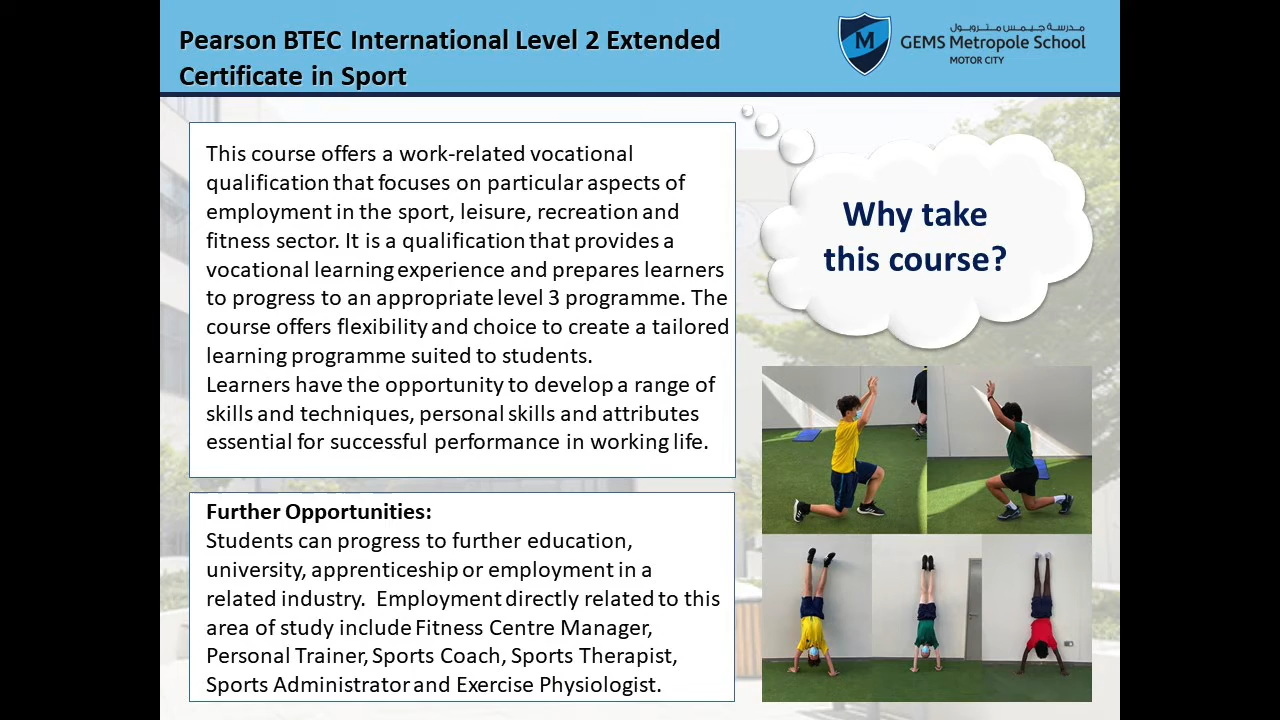 Pearson BTEC International Level 2 Extended
Certificate in Sport
مدرسة جيمس متروبول
GEMS Metropole School
MOTOR CITY
M
This course offers a work-related vocational
qualification that focuses on particular aspects of
employment in the sport, leisure, recreation and
fitness sector. It is a qualification that provides a
vocational learning experience and prepares learners
to progress to an appropriate level 3 programme. The
course offers flexibility and choice to create a tailored
learning programme suited to students.
Learners have the opportunity to develop a range of
skills and techniques, personal skills and attributes
essential for successful performance in working life.
Why take
this course?
Further Opportunities:
Students can progress to further education,
university, apprenticeship or employment in a
related industry.  Employment directly related to this
area of study include Fitness Centre Manager,
Personal Trainer, Sports Coach, Sports Therapist,
Sports Administrator and Exercise Physiologist.